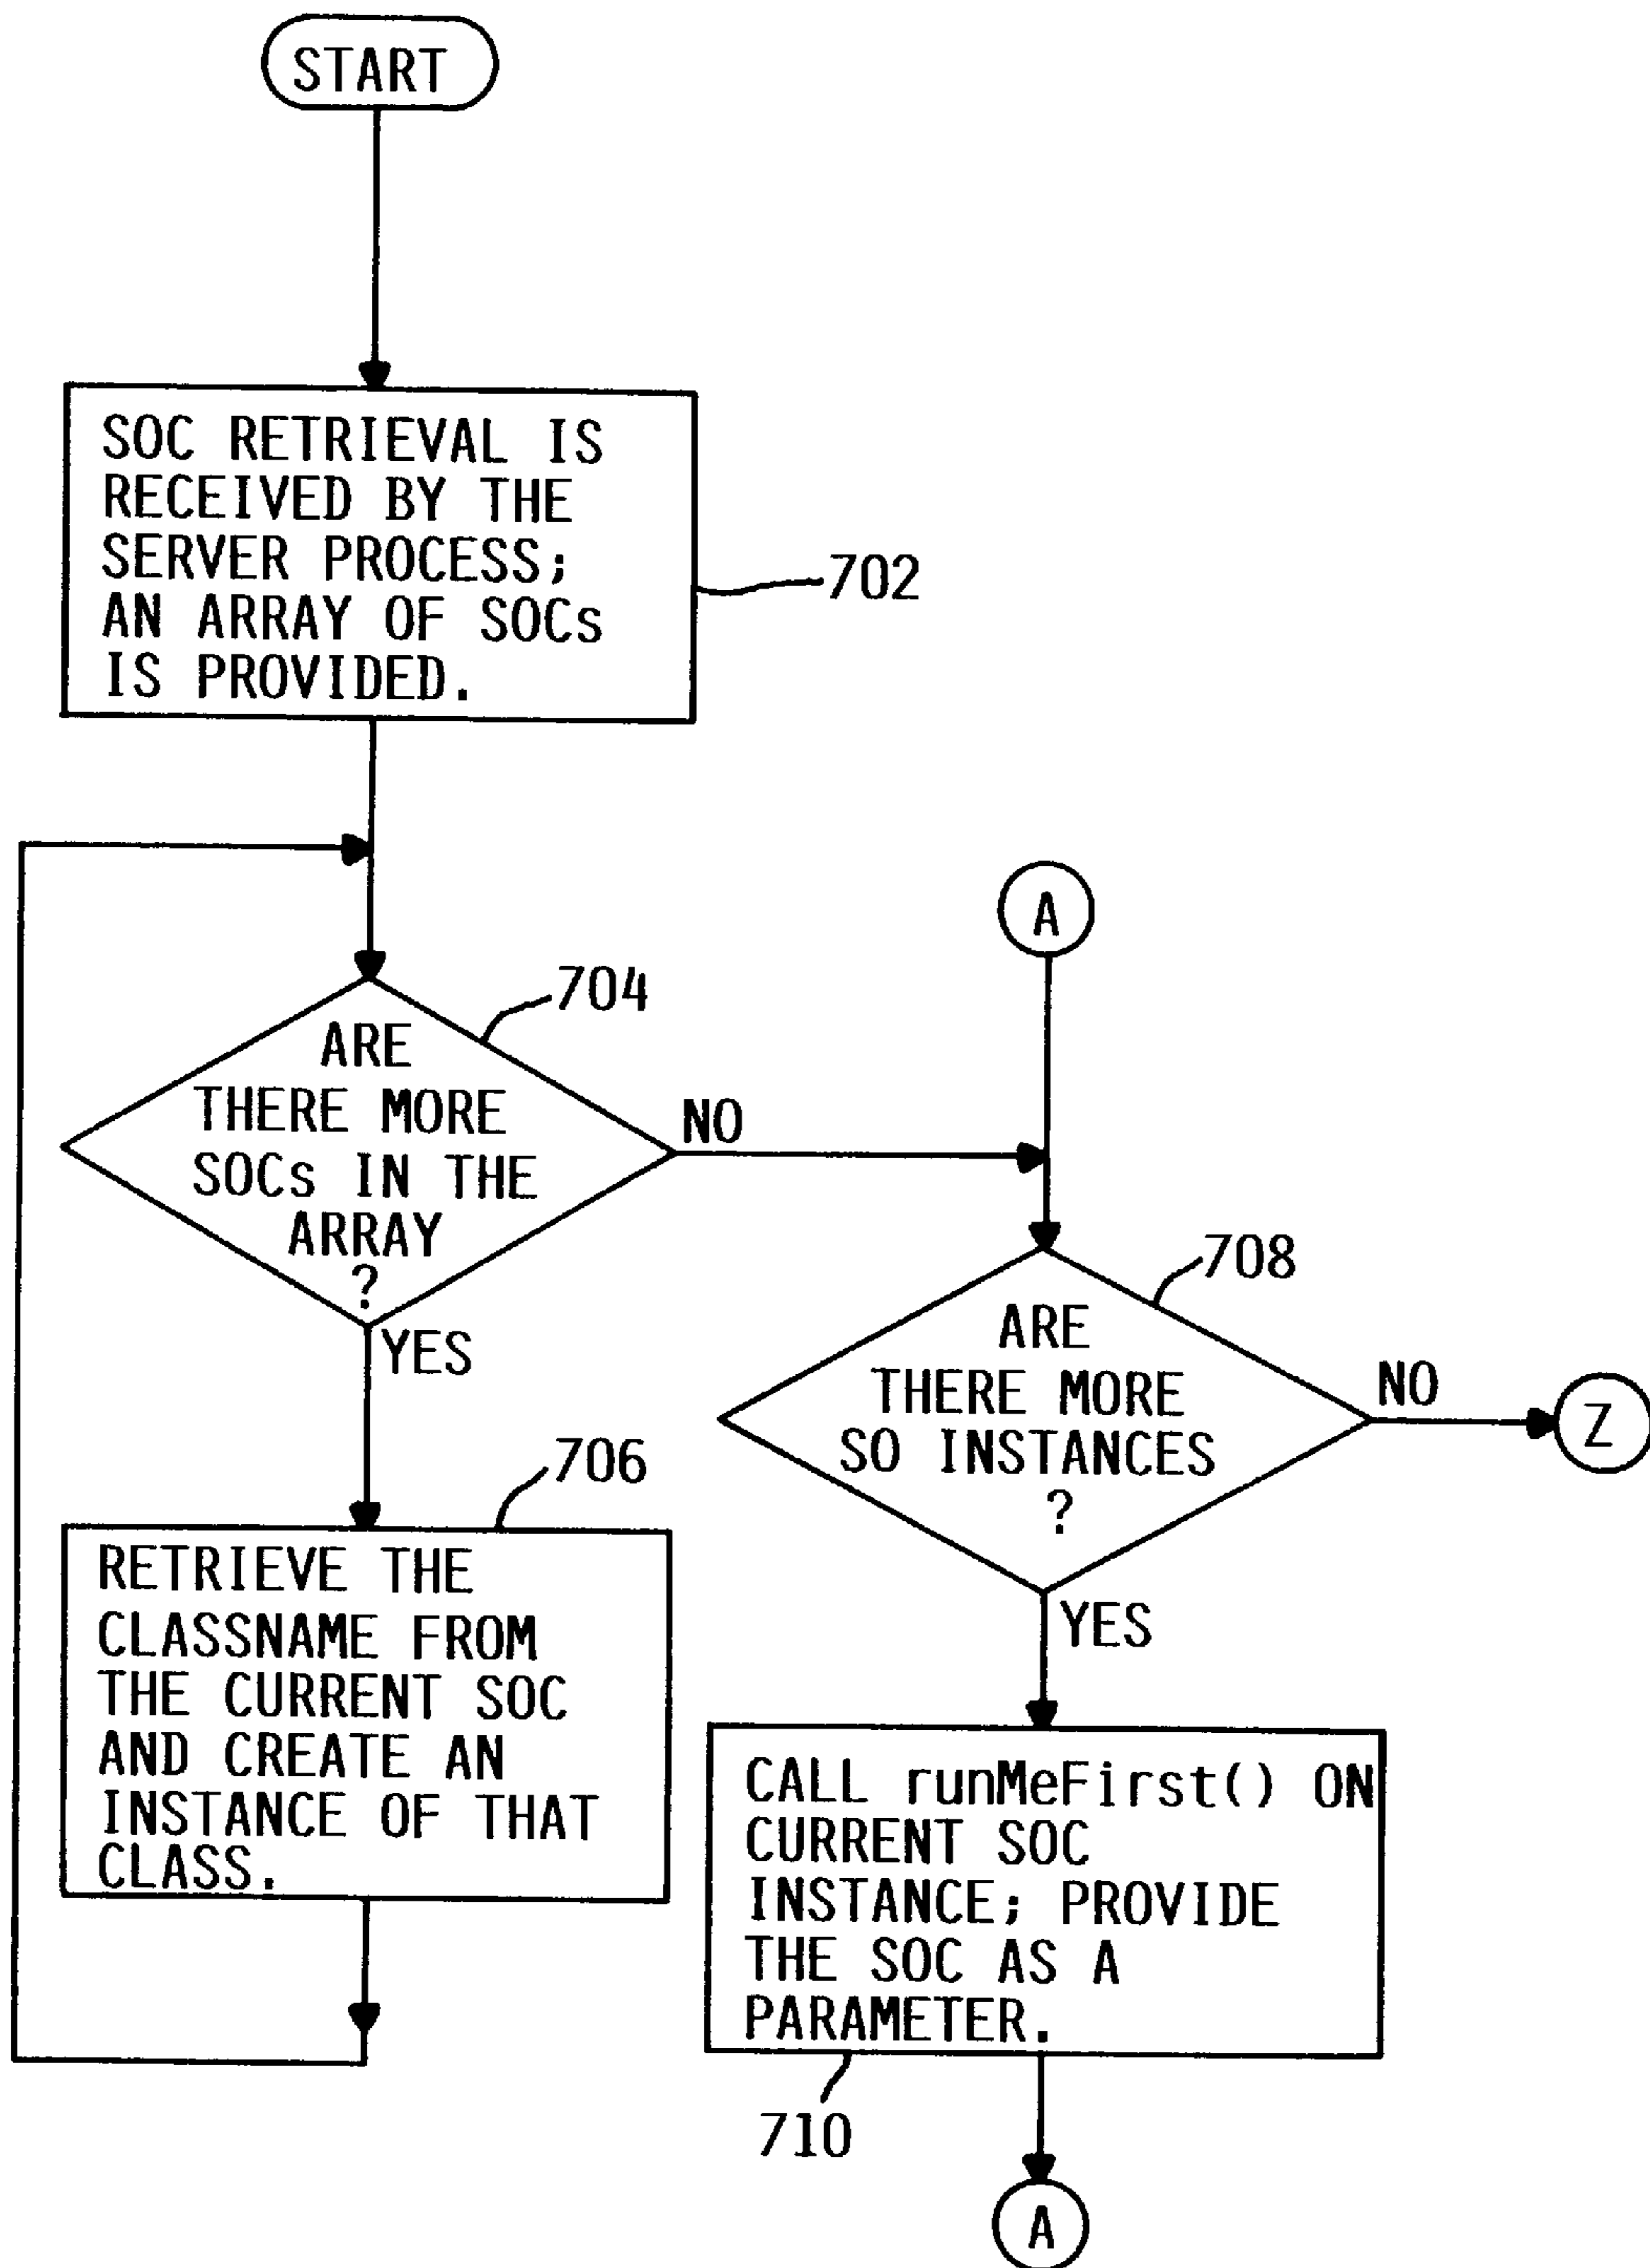 START
SOC RETRIEVAL IS
RECEIVED BY THE
SERVER PROCESS;
AN ARRAY OF SOCs
IS PROVIDED.
702
704
ARE
THERE MORE
SOCs IN THE
ARRAY
?
NO
YES
706
RETRIEVE THE
CLASSNAME FROM
THE CURRENT SOC
AND CREATE AN
INSTANCE OF THAT
CLASS.
A
708
ARE
THERE MORE
SO INSTANCES
?
NO
Z
YES
CALL runMeFirst() ON
CURRENT SOC
INSTANCE; PROVIDE
THE SOC AS A
PARAMETER.
710
A